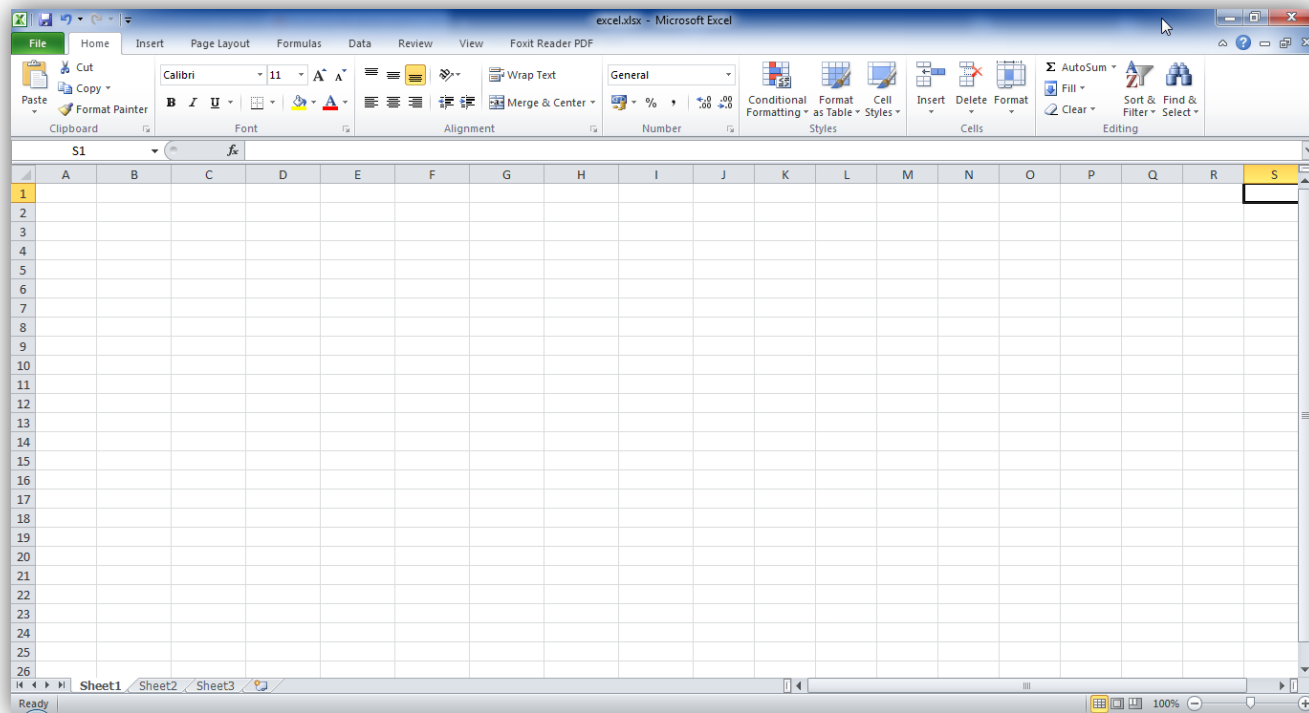 excel.xlsx - Microsoft Excel
File Home Insert Page Layout Formulas Data Review View Foxit Reader PDF
Paste
Cut
Copy
Format Painter
Clipboard
Calibri 11 A A
B I U A
Font
Wrap Text
Merge & Center
Alignment
General
% , .00 .00
Number
Conditional Formatting
Format as Table
Cell Styles
Styles
Insert Delete Format
Cells
Σ AutoSum
Fill
Clear
Sort & Filter
Find & Select
Editing
S1 fx
A B C D E F G H I J K L M N O P Q R S
1
2
3
4
5
6
7
8
9
10
11
12
13
14
15
16
17
18
19
20
21
22
23
24
25
26
Sheet1 Sheet2 Sheet3
Ready 100%